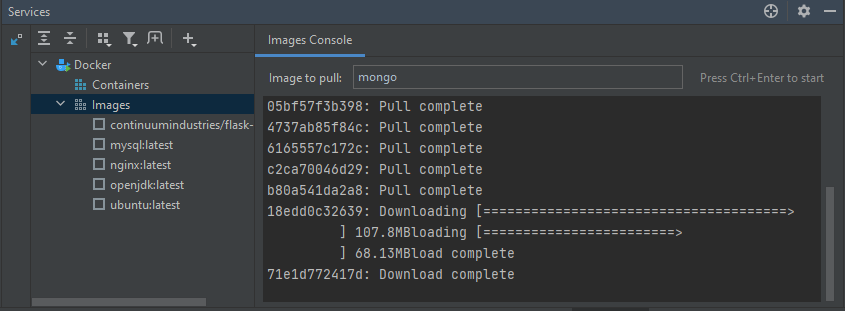 Services
Docker
Containers
Images
continuumindustries/flask-
mysql:latest
nginx:latest
openjdk:latest
ubuntu:latest
Images Console
Image to pull: mongo Press Ctrl+Enter to start
05bf57f3b398: Pull complete
4737ab85f84c: Pull complete
6165557c172c: Pull complete
c2ca70046d29: Pull complete
b80a541da2a8: Pull complete
18edd0c32639: Downloading [======================================>
] 107.8MBloading [========================>
] 68.13MBload complete
71e1d772417d: Download complete